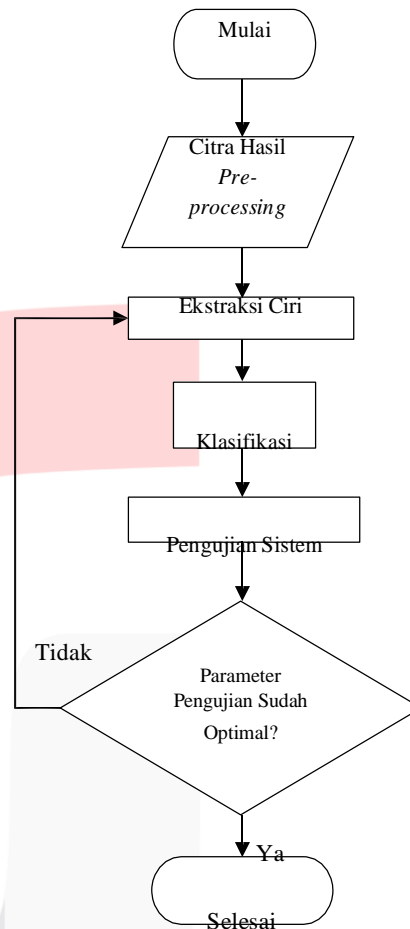 Mulai
Citra Hasil
Pre-
processing
Ekstraksi Ciri
Klasifikasi
Pengujian Sistem
Tidak
Parameter
Pengujian Sudah
Optimal?
Ya
Selesai